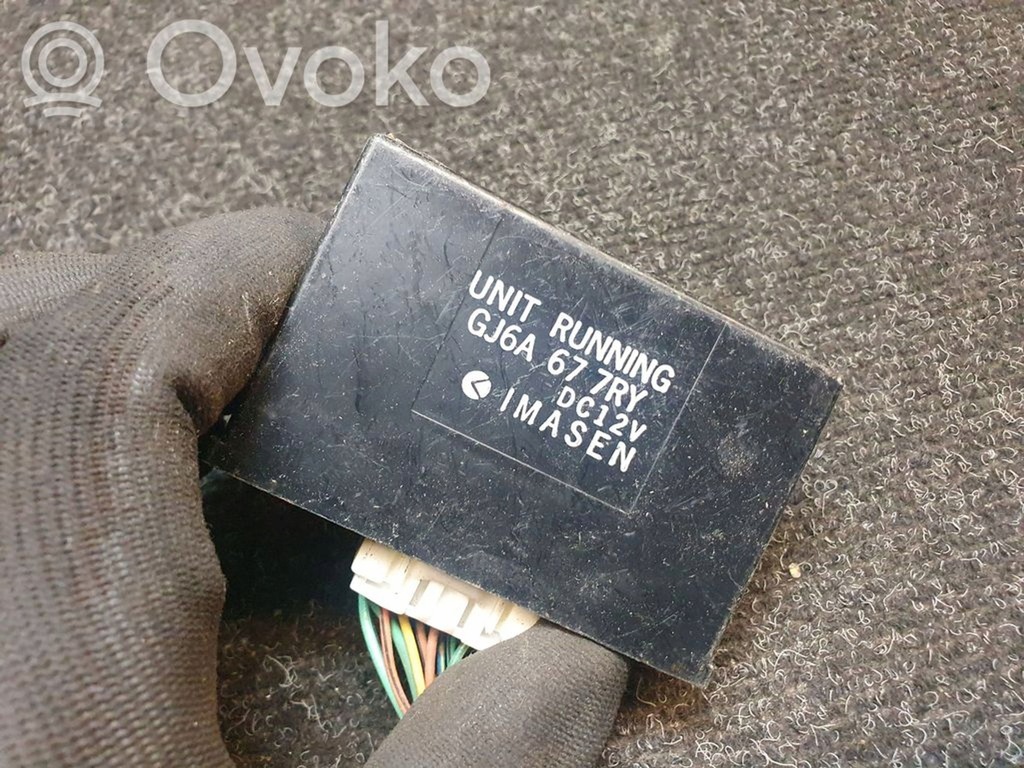 Ovoko
UNIT RUNNING
GJ6A 67 7RY
DC12V
IMASEN